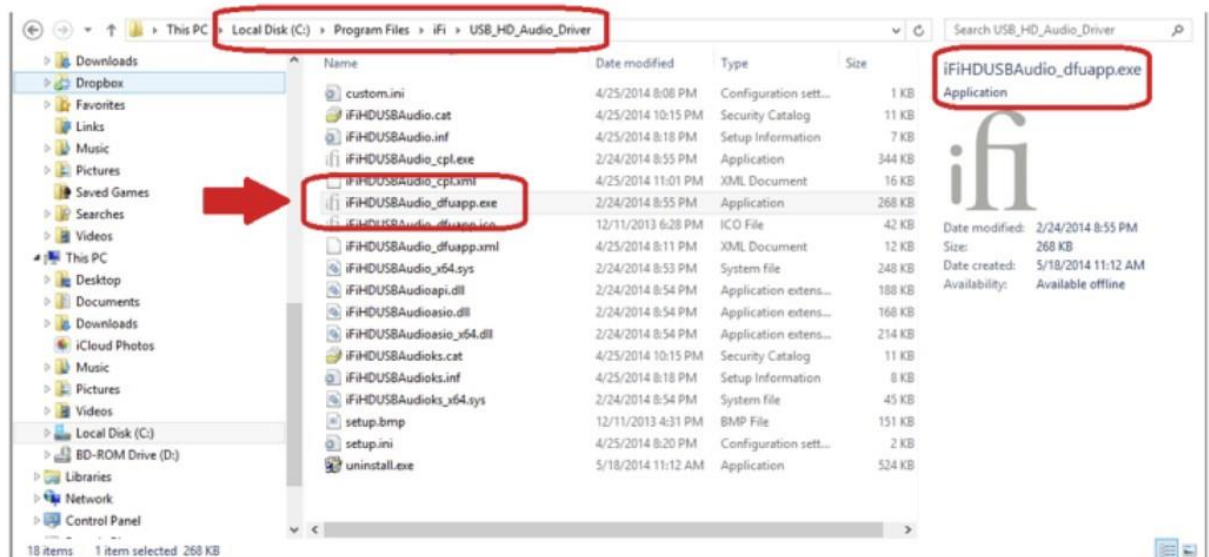 This PC ▸ Local Disk (C:) ▸ Program Files ▸ iFi ▸ USB_HD_Audio_Driver
Search USB_HD_Audio_Driver
Downloads
Dropbox
Favorites
Links
Music
Pictures
Saved Games
Searches
Videos
This PC
Desktop
Documents
Downloads
iCloud Photos
Music
Pictures
Videos
Local Disk (C:)
BD-ROM Drive (D:)
Libraries
Network
Control Panel
Name Date modified Type Size
custom.ini 4/25/2014 8:08 PM Configuration sett... 1 KB
iFiHDUSBAudio.cat 4/25/2014 10:15 PM Security Catalog 11 KB
iFiHDUSBAudio.inf 4/25/2014 8:18 PM Setup Information 7 KB
iFiHDUSBAudio_cpl.exe 2/24/2014 8:55 PM Application 344 KB
iFiHDUSBAudio_cpl.xml 4/25/2014 11:01 PM XML Document 16 KB
iFiHDUSBAudio_dfuapp.exe 2/24/2014 8:55 PM Application 268 KB
iFiHDUSBAudio_dfuapp.ico 12/11/2013 6:28 PM ICO File 42 KB
iFiHDUSBAudio_dfuapp.xml 4/25/2014 8:11 PM XML Document 12 KB
iFiHDUSBAudio_x64.sys 2/24/2014 8:53 PM System file 248 KB
iFiHDUSBAudioapi.dll 2/24/2014 8:54 PM Application extens... 188 KB
iFiHDUSBAudioasio.dll 2/24/2014 8:54 PM Application extens... 168 KB
iFiHDUSBAudioasio_x64.dll 2/24/2014 8:54 PM Application extens... 214 KB
iFiHDUSBAudioks.cat 4/25/2014 10:15 PM Security Catalog 11 KB
iFiHDUSBAudioks.inf 4/25/2014 8:18 PM Setup Information 8 KB
iFiHDUSBAudioks_x64.sys 2/24/2014 8:54 PM System file 45 KB
setup.bmp 12/11/2013 4:31 PM BMP File 151 KB
setup.ini 4/25/2014 8:20 PM Configuration sett... 2 KB
uninstall.exe 5/18/2014 11:12 AM Application 524 KB
iFiHDUSBAudio_dfuapp.exe
Application
ifi
Date modified: 2/24/2014 8:55 PM
Size: 268 KB
Date created: 5/18/2014 11:12 AM
Availability: Available offline
18 items 1 item selected 268 KB